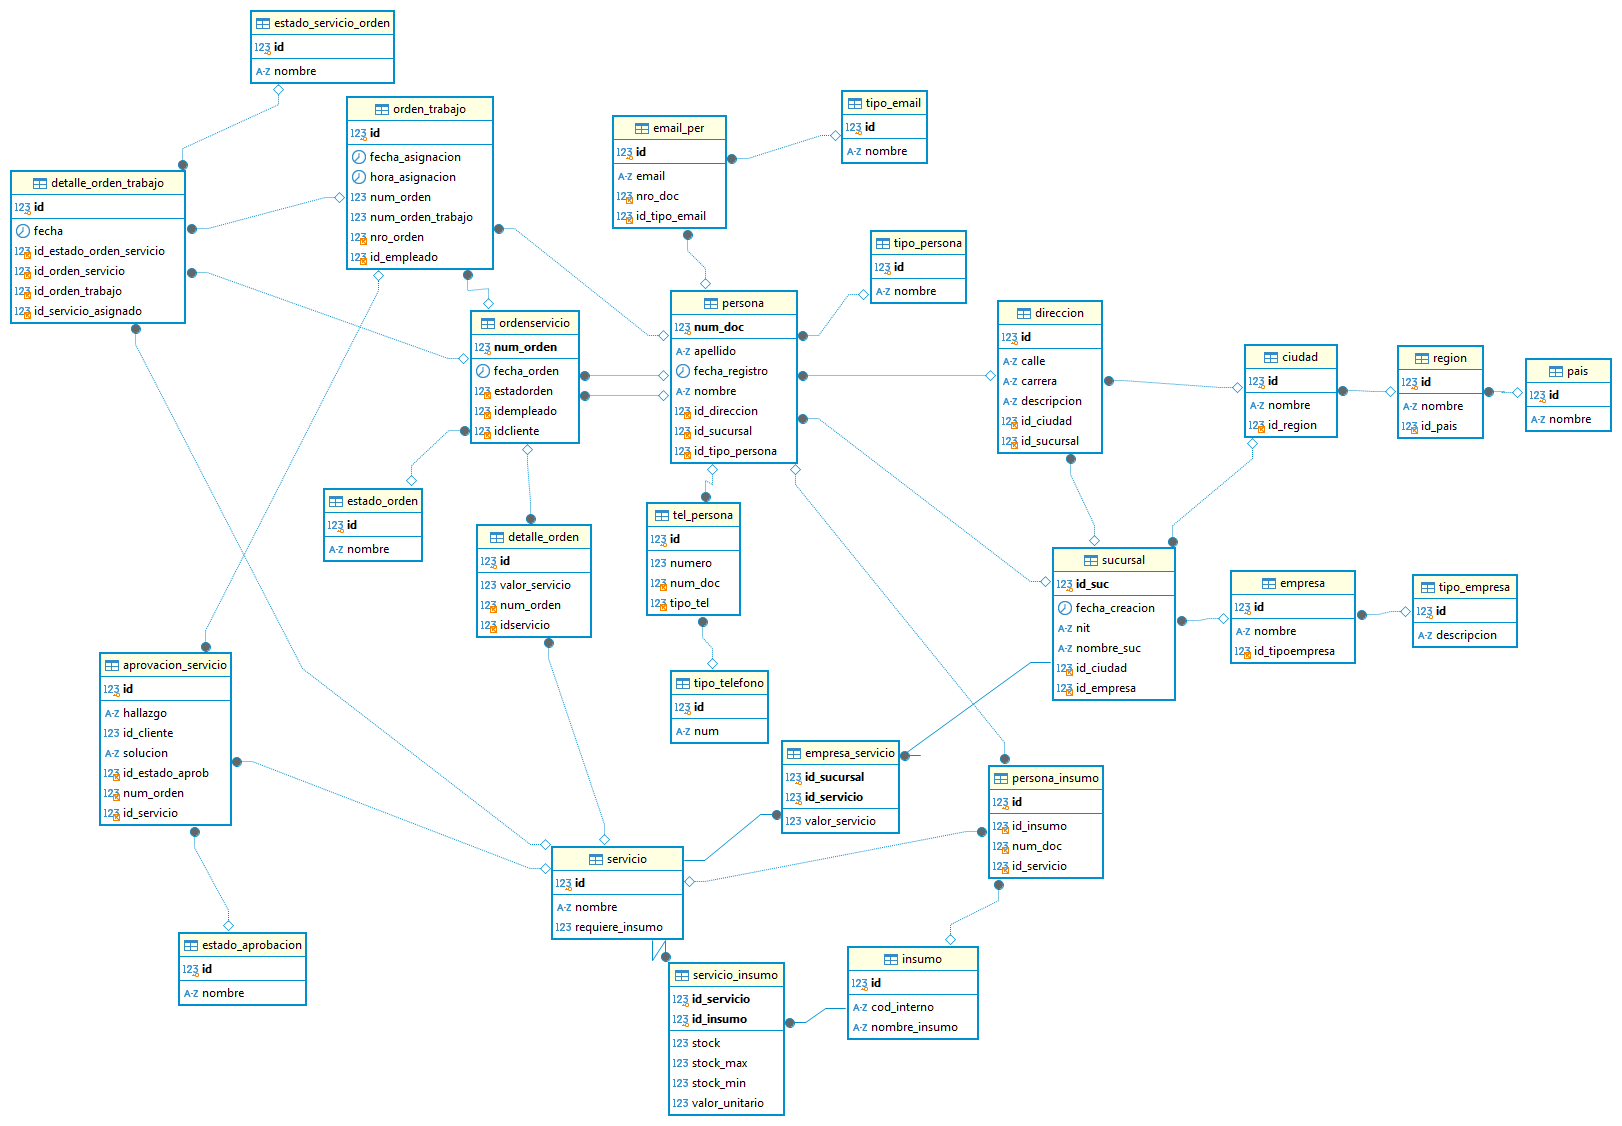 estado_servicio_orden
123 id
A-Z nombre
orden_trabajo
123 id
fecha_asignacion
hora_asignacion
123 num_orden
123 num_orden_trabajo
123 nro_orden
123 id_empleado
detalle_orden_trabajo
123 id
fecha
123 id_estado_orden_servicio
123 id_orden_servicio
123 id_orden_trabajo
123 id_servicio_asignado
email_per
123 id
A-Z email
123 nro_doc
123 id_tipo_email
tipo_email
123 id
A-Z nombre
tipo_persona
123 id
A-Z nombre
persona
123 num_doc
A-Z apellido
fecha_registro
A-Z nombre
123 id_direccion
123 id_sucursal
123 id_tipo_persona
ordenservicio
123 num_orden
fecha_orden
123 estadorden
123 idempleado
123 idcliente
direccion
123 id
A-Z calle
A-Z carrera
A-Z descripcion
123 id_ciudad
123 id_sucursal
ciudad
123 id
A-Z nombre
123 id_region
region
123 id
A-Z nombre
123 id_pais
pais
123 id
A-Z nombre
estado_orden
123 id
A-Z nombre
detalle_orden
123 id
123 valor_servicio
123 num_orden
123 idservicio
tel_persona
123 id
123 numero
123 num_doc
123 tipo_tel
sucursal
123 id_suc
fecha_creacion
A-Z nit
A-Z nombre_suc
123 id_ciudad
123 id_empresa
empresa
123 id
A-Z nombre
123 id_tipoempresa
tipo_empresa
123 id
A-Z descripcion
aprovacion_servicio
123 id
A-Z hallazgo
123 id_cliente
A-Z solucion
123 id_estado_aprob
123 num_orden
123 id_servicio
tipo_telefono
123 id
A-Z num
empresa_servicio
123 id_sucursal
123 id_servicio
123 valor_servicio
persona_insumo
123 id
123 id_insumo
123 num_doc
123 id_servicio
servicio
123 id
A-Z nombre
123 requiere_insumo
estado_aprobacion
123 id
A-Z nombre
servicio_insumo
123 id_servicio
123 id_insumo
123 stock
123 stock_max
123 stock_min
123 valor_unitario
insumo
123 id
A-Z cod_interno
A-Z nombre_insumo